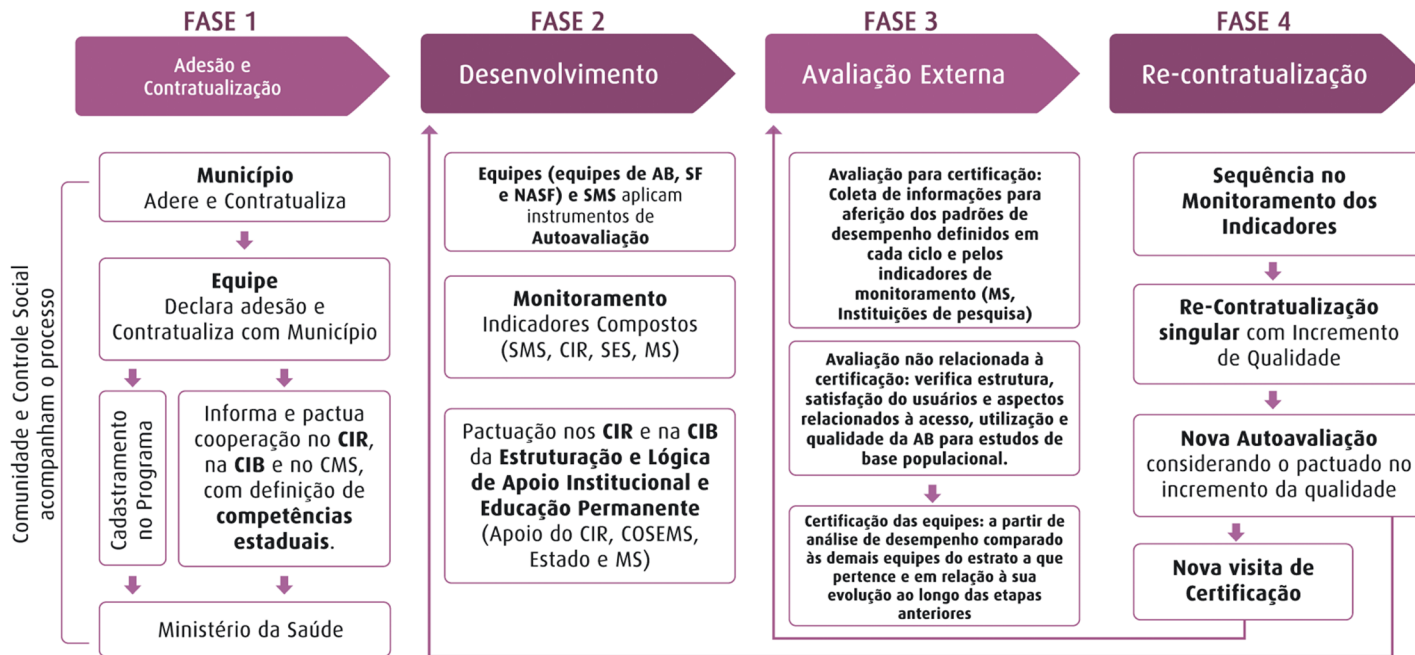 FASE 1
Adesão e
Contratualização
Comunidade e Controle Social
acompanham o processo
Município
Adere e Contratualiza
Equipe
Declara adesão e
Contratualiza com Município
Cadastramento
no Programa
Informa e pactua
cooperação no CIR,
na CIB e no CMS,
com definição de
competências
estaduais.
Ministério da Saúde
FASE 2
Desenvolvimento
Equipes (equipes de AB, SF
e NASF) e SMS aplicam
instrumentos de
Autoavaliação
Monitoramento
Indicadores Compostos
(SMS, CIR, SES, MS)
Pactuação nos CIR e na CIB
da Estruturação e Lógica
de Apoio Institucional e
Educação Permanente
(Apoio do CIR, COSEMS,
Estado e MS)
FASE 3
Avaliação Externa
Avaliação para certificação:
Coleta de informações para
aferição dos padrões de
desempenho definidos em
cada ciclo e pelos
indicadores de
monitoramento (MS,
Instituições de pesquisa)
Avaliação não relacionada à
certificação: verifica estrutura,
satisfação do usuários e aspectos
relacionados à acesso, utilização e
qualidade da AB para estudos de
base populacional.
Certificação das equipes: a partir de
análise de desempenho comparado
às demais equipes do estrato a que
pertence e em relação à sua
evolução ao longo das etapas
anteriores
FASE 4
Re-contratualização
Sequência no
Monitoramento dos
Indicadores
Re-Contratualização
singular com Incremento
de Qualidade
Nova Autoavaliação
considerando o pactuado no
incremento da qualidade
Nova visita de
Certificação